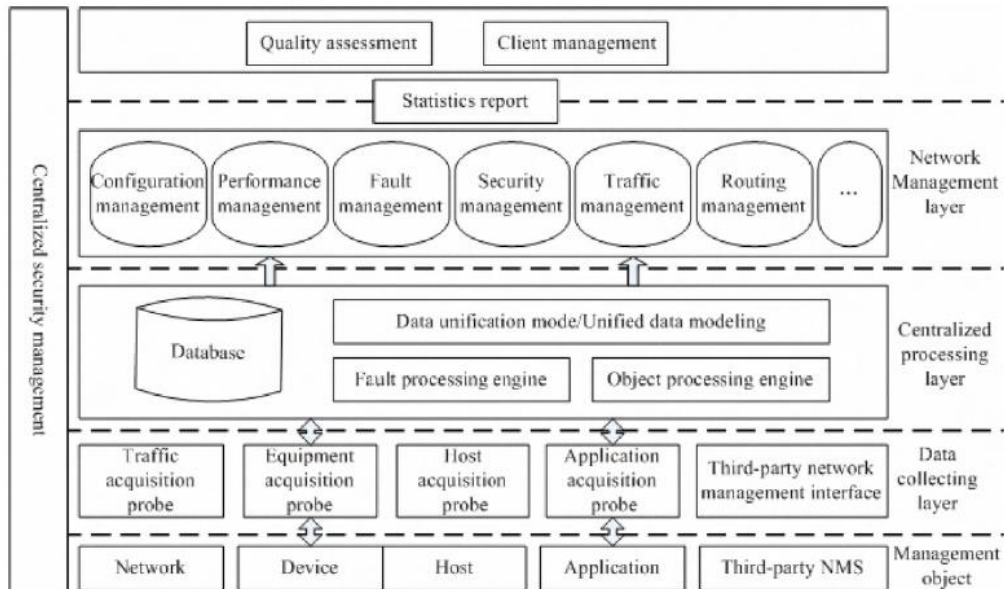 Centralized security management
Quality assessment
Client management
Statistics report
Configuration
management
Performance
management
Fault
management
Security
management
Traffic
management
Routing
management
...
Network
Management
layer
Database
Data unification mode/Unified data modeling
Fault processing engine
Object processing engine
Centralized
processing
layer
Traffic
acquisition
probe
Equipment
acquisition
probe
Host
acquisition
probe
Application
acquisition
probe
Third-party network
management interface
Data
collecting
layer
Network
Device
Host
Application
Third-party NMS
Management
object